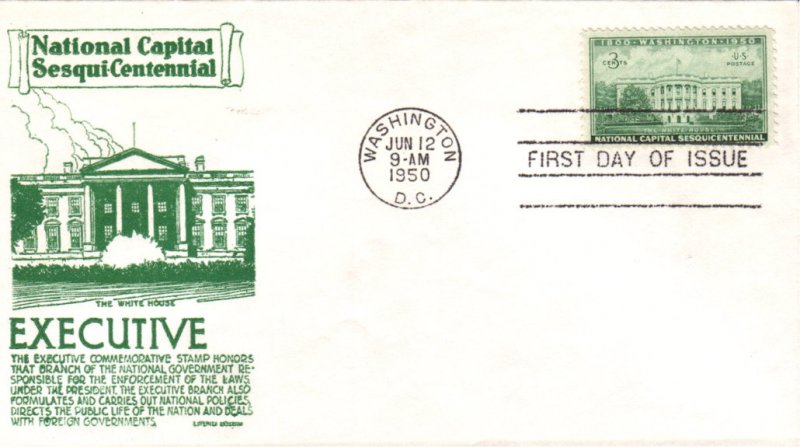 National Capital
Sesqui-Centennial
THE WHITE HOUSE
EXECUTIVE
THE EXECUTIVE COMMEMORATIVE STAMP HONORS
THAT BRANCH OF THE NATIONAL GOVERNMENT RE-
SPONSIBLE FOR THE ENFORCEMENT OF THE LAWS.
UNDER THE PRESIDENT, THE EXECUTIVE BRANCH ALSO
FORMULATES AND CARRIES OUT NATIONAL POLICIES,
DIRECTS THE PUBLIC LIFE OF THE NATION AND DEALS
WITH FOREIGN GOVERNMENTS.
WASHINGTON
JUN 12
9-AM
1950
D.C.
1800·WASHINGTON·1950
3 CENTS
U·S
POSTAGE
THE WHITE HOUSE
NATIONAL CAPITAL SESQUICENTENNIAL
FIRST DAY OF ISSUE